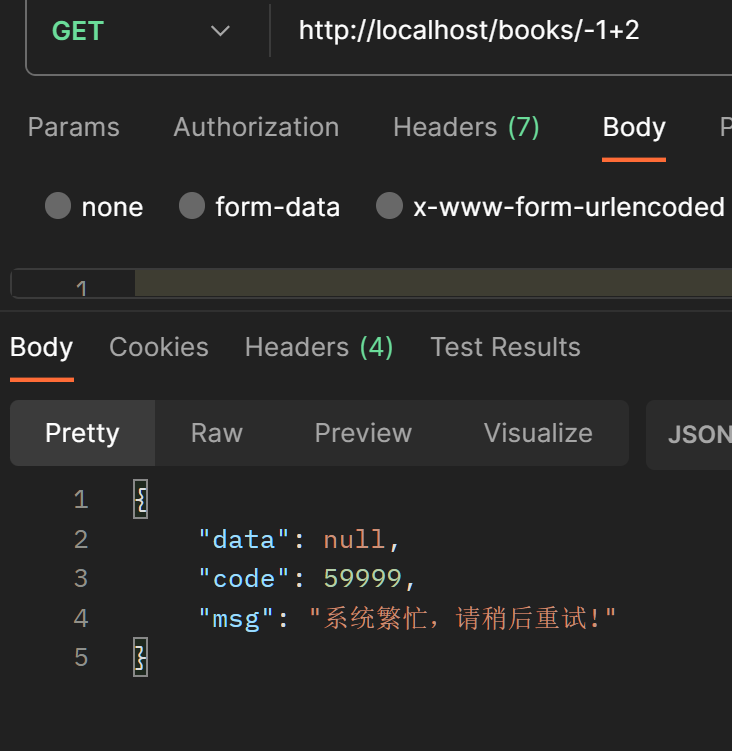 GET http://localhost/books/-1+2
Params Authorization Headers (7) Body
none form-data x-www-form-urlencoded
1
Body Cookies Headers (4) Test Results
Pretty Raw Preview Visualize JSON
1 {
2 "data": null,
3 "code": 59999,
4 "msg": "系统繁忙，请稍后重试!"
5 }